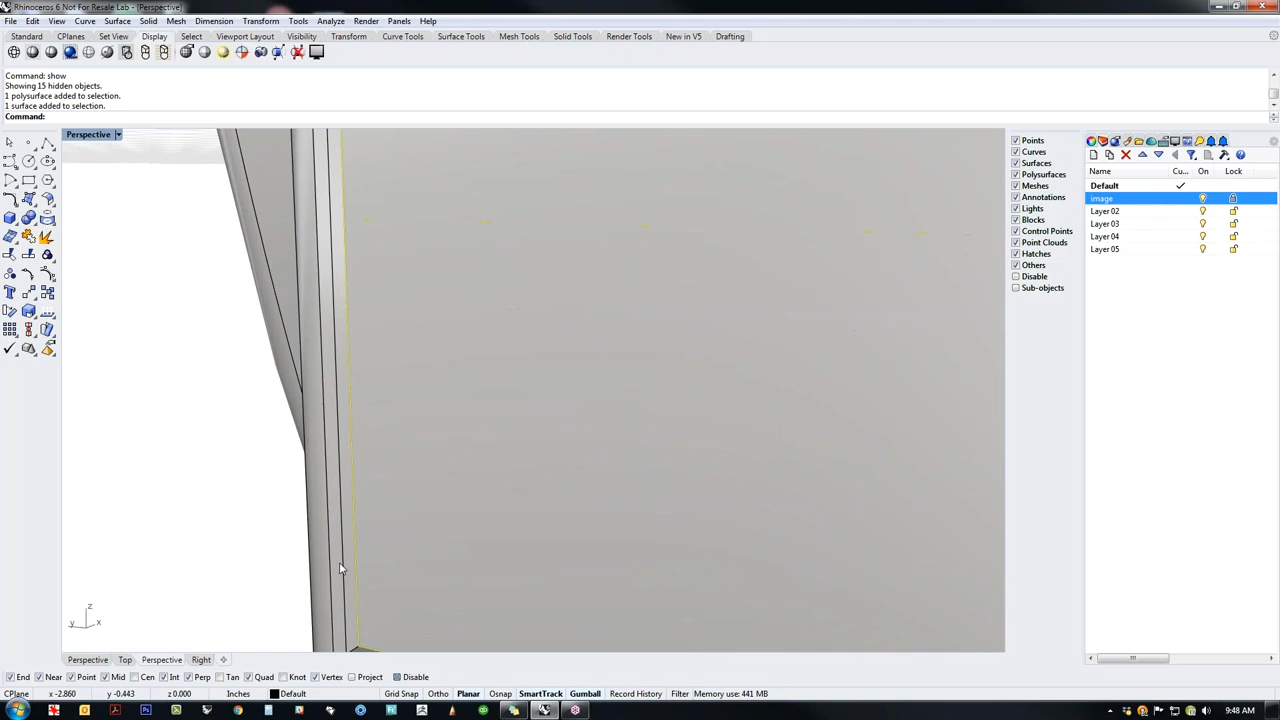 Rhinoceros 6 Not For Resale Lab - [Perspective]
File Edit View Curve Surface Solid Mesh Dimension Transform Tools Analyze Render Panels Help
Standard CPlanes Set View Display Select Viewport Layout Visibility Transform Curve Tools Surface Tools Mesh Tools Solid Tools Render Tools New in V5 Drafting
Command: show
Showing 15 hidden objects.
1 polysurface added to selection.
1 surface added to selection.
Command:
Perspective
Points
Curves
Surfaces
Polysurfaces
Meshes
Annotations
Lights
Blocks
Control Points
Point Clouds
Hatches
Others
Disable
Sub-objects
Name Cu... On Lock
Default
image
Layer 02
Layer 03
Layer 04
Layer 05
z
y x
Perspective Top Perspective Right
End Near Point Mid Cen Int Perp Tan Quad Knot Vertex Project Disable
CPlane x -2.860 y -0.443 z 0.000 Inches Default Grid Snap Ortho Planar Osnap SmartTrack Gumball Record History Filter Memory use: 441 MB
9:48 AM